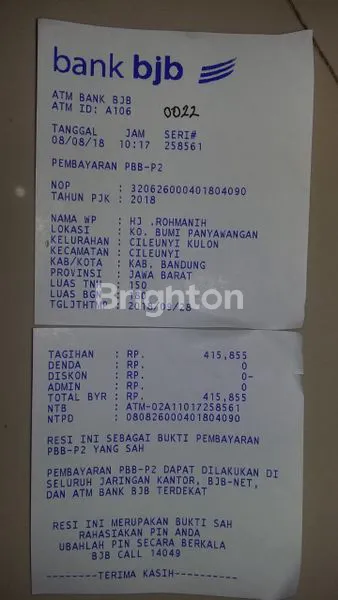 bank bjb
ATM BANK BJB
ATM ID: A106 0022
TANGGAL JAM SERI#
08/08/18 10:17 258561
PEMBAYARAN PBB-P2
NOP : 320626000401804090
TAHUN PJK : 2018
NAMA WP : HJ .ROHMANIH
LOKASI : KO. BUMI PANYAWANGAN
KELURAHAN : CILEUNYI KULON
KECAMATAN : CILEUNYI
KAB/KOTA : KAB. BANDUNG
PROVINSI : JAWA BARAT
LUAS TNH : 150
LUAS BGN :
TGLJTHTMP : 2018/09/28
Brighton
TAGIHAN : RP. 415,855
DENDA : RP. 0
DISKON : RP. 0-
ADMIN : RP. 0
TOTAL BYR : RP. 415,855
NTB : ATM-02A11017258561
NTPD : 080826000401804090
RESI INI SEBAGAI BUKTI PEMBAYARAN
PBB-P2 YANG SAH
PEMBAYARAN PBB-P2 DAPAT DILAKUKAN DI
SELURUH JARINGAN KANTOR, BJB-NET,
DAN ATM BANK BJB TERDEKAT
RESI INI MERUPAKAN BUKTI SAH
RAHASIAKAN PIN ANDA
UBAHLAH PIN SECARA BERKALA
BJB CALL 14049
--------TERIMA KASIH----------